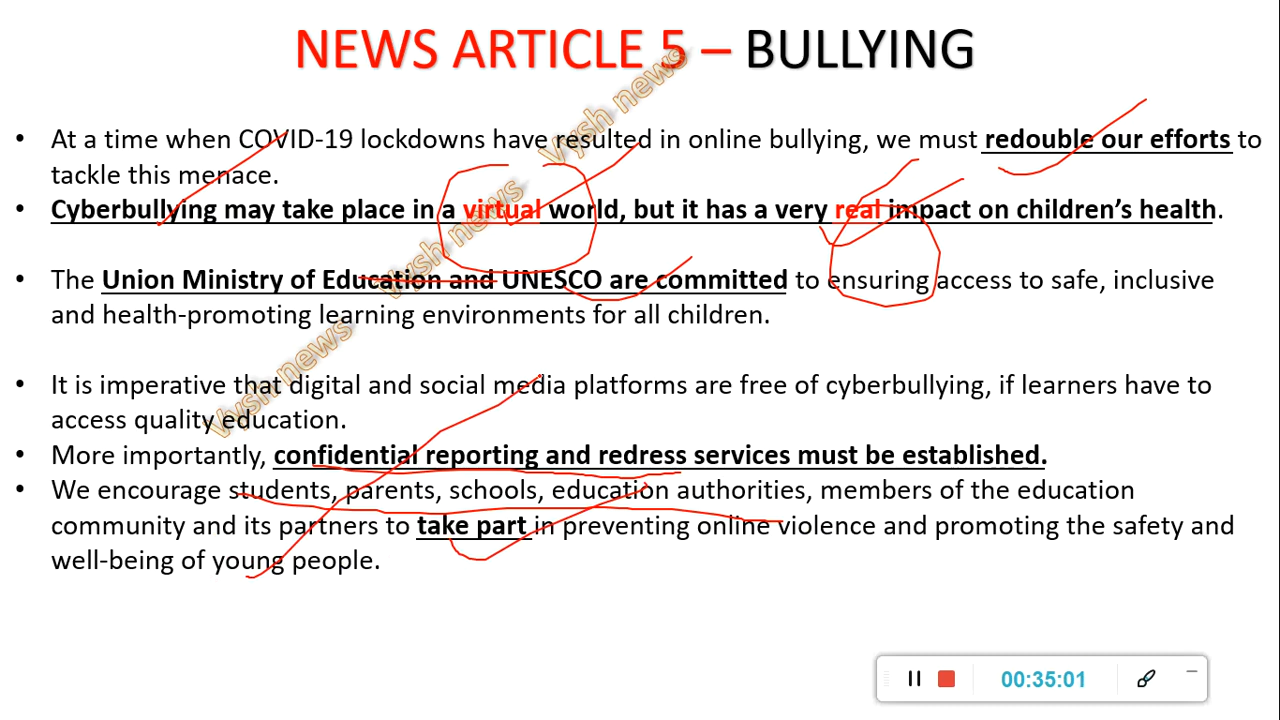 NEWS ARTICLE 5 – BULLYING
• At a time when COVID-19 lockdowns have resulted in online bullying, we must redouble our efforts to
tackle this menace.
• Cyberbullying may take place in a virtual world, but it has a very real impact on children’s health.
• The Union Ministry of Education and UNESCO are committed to ensuring access to safe, inclusive
and health-promoting learning environments for all children.
• It is imperative that digital and social media platforms are free of cyberbullying, if learners have to
access quality education.
• More importantly, confidential reporting and redress services must be established.
• We encourage students, parents, schools, education authorities, members of the education
community and its partners to take part in preventing online violence and promoting the safety and
well-being of young people.
Vysh news
Vysh news
Vysh news
00:35:01